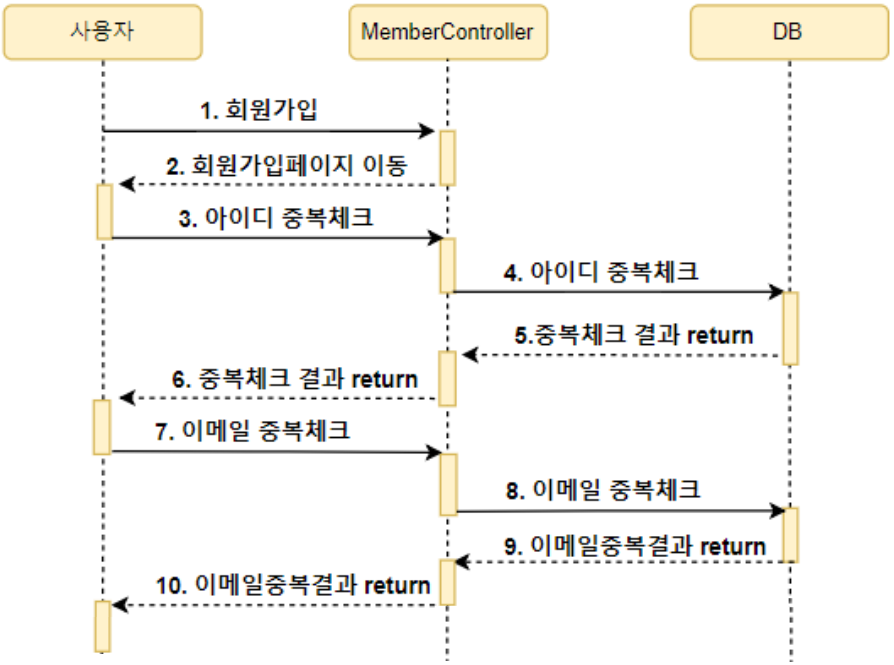 사용자
MemberController
DB
1. 회원가입
2. 회원가입페이지 이동
3. 아이디 중복체크
4. 아이디 중복체크
5.중복체크 결과 return
6. 중복체크 결과 return
7. 이메일 중복체크
8. 이메일 중복체크
9. 이메일중복결과 return
10. 이메일중복결과 return